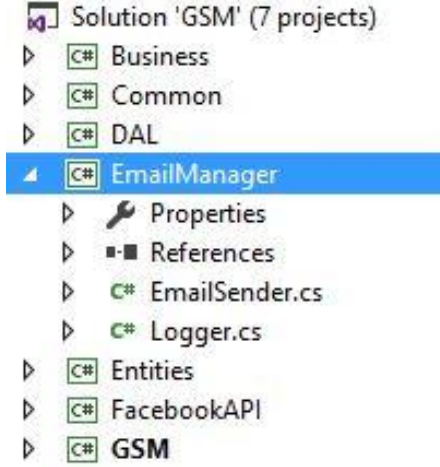 Solution 'GSM' (7 projects)
C# Business
C# Common
C# DAL
C# EmailManager
Properties
References
C# EmailSender.cs
C# Logger.cs
C# Entities
C# FacebookAPI
C# GSM